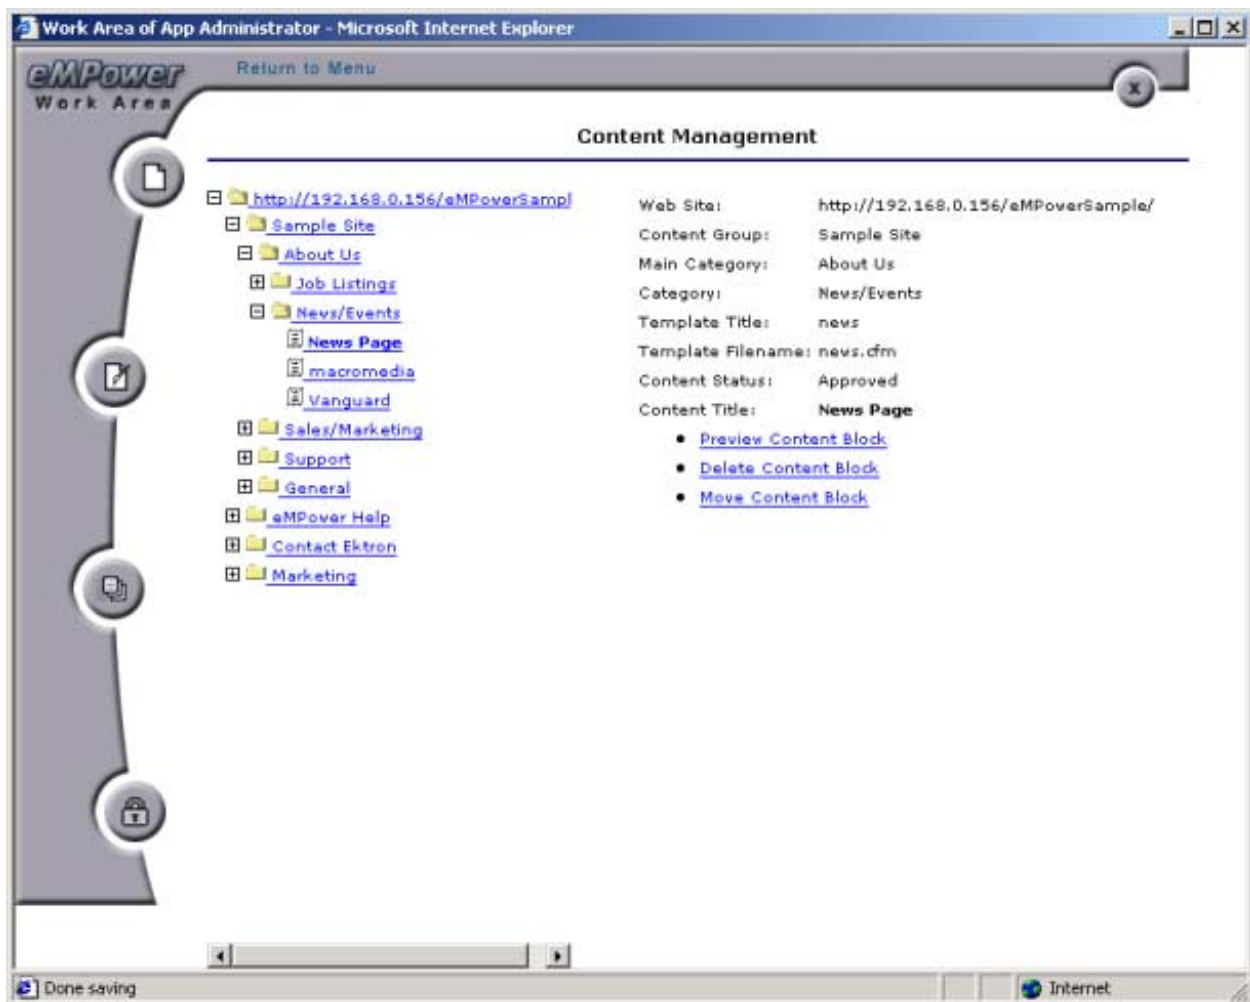 Work Area of App Administrator - Microsoft Internet Explorer
eMPower
Work Area
Return to Menu
x
Content Management
http://192.168.0.156/eMPowerSampl
Sample Site
About Us
Job Listings
News/Events
News Page
macromedia
Vanguard
Sales/Marketing
Support
General
eMPower Help
Contact Ektron
Marketing
Web Site: http://192.168.0.156/eMPowerSample/
Content Group: Sample Site
Main Category: About Us
Category: News/Events
Template Title: news
Template Filename: news.cfm
Content Status: Approved
Content Title: News Page
Preview Content Block
Delete Content Block
Move Content Block
Done saving
Internet